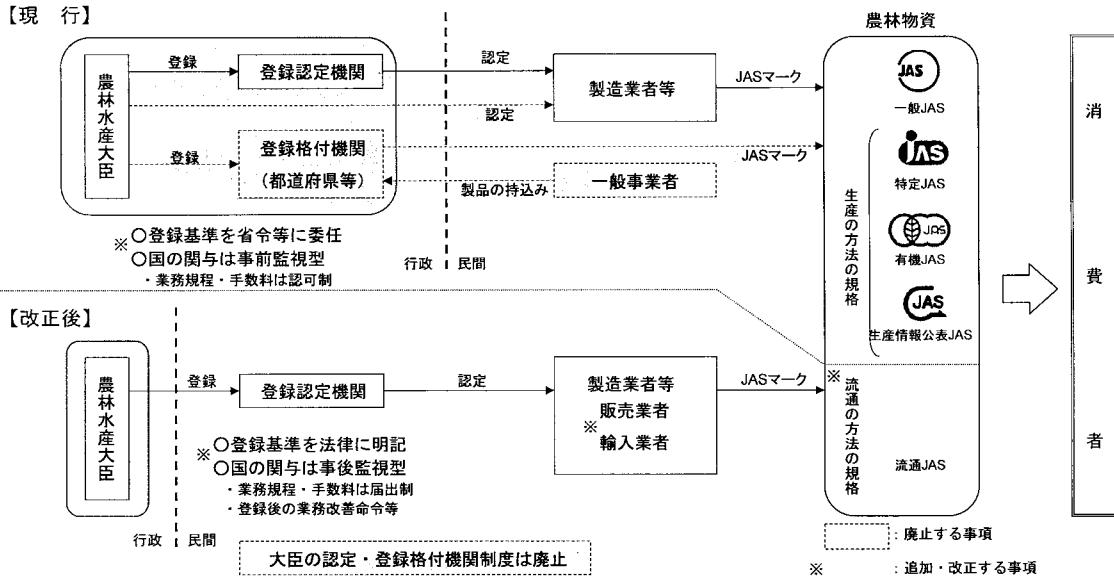 【現　行】
農林水産大臣
登録
登録認定機関
認定
製造業者等
JASマーク
認定
登録
登録格付機関
（都道府県等）
JASマーク
製品の持込み
一般事業者
※ ○登録基準を省令等に委任
○国の関与は事前監視型
・業務規程・手数料は認可制
行政
民間
農林物資
JAS
一般JAS
生産の方法の規格
JAS
特定JAS
JAS
有機JAS
JAS
生産情報公表JAS
消費者
【改正後】
農林水産大臣
登録
登録認定機関
認定
製造業者等
販売業者
※
輸入業者
JASマーク
※ 流通の方法の規格
流通JAS
※ ○登録基準を法律に明記
○国の関与は事後監視型
・業務規程・手数料は届出制
・登録後の業務改善命令等
行政
民間
大臣の認定・登録格付機関制度は廃止
：廃止する事項
※　：追加・改正する事項